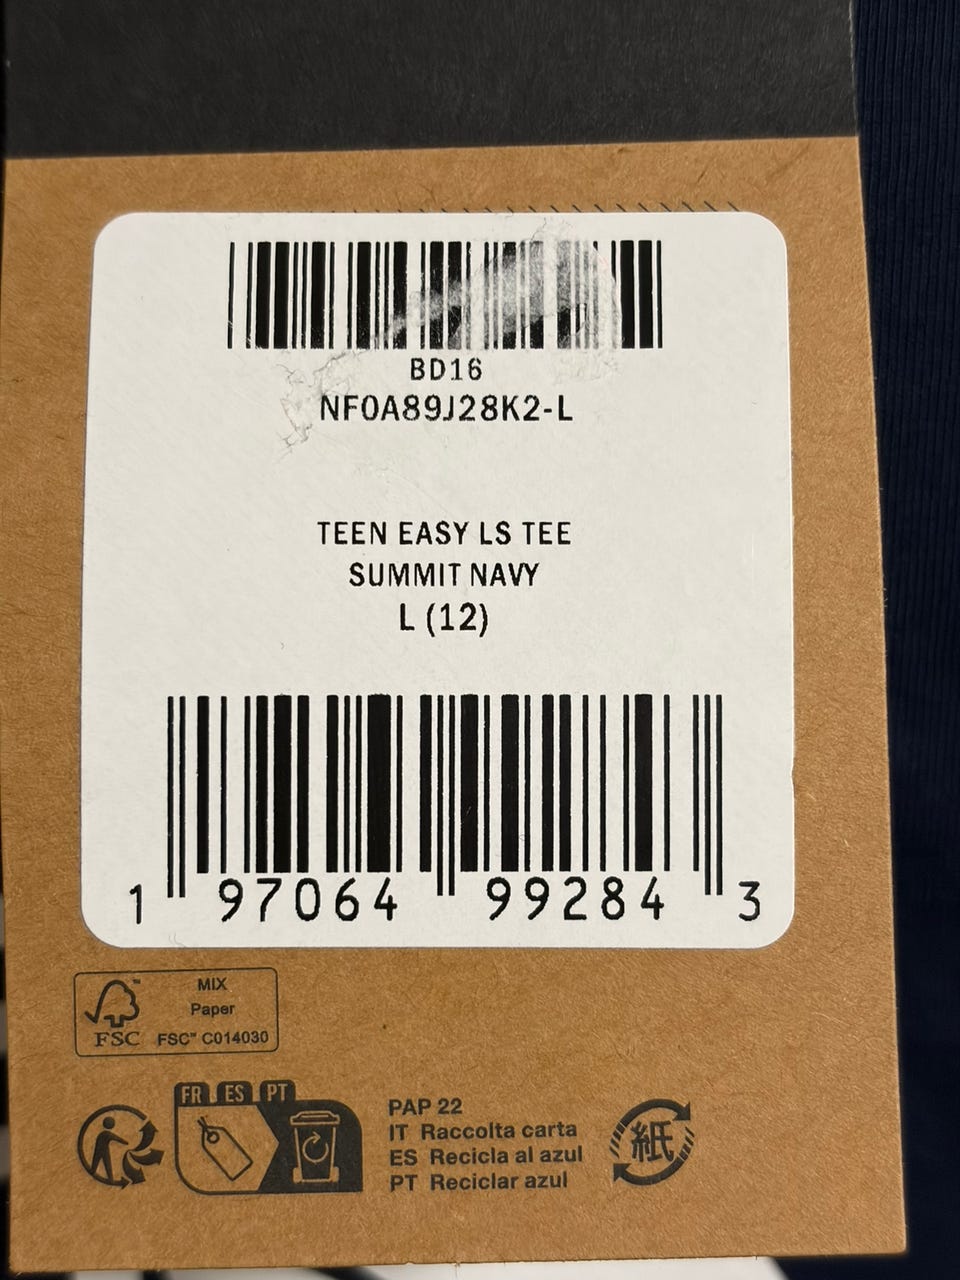 BD16
NF0A89J28K2-L
TEEN EASY LS TEE
SUMMIT NAVY
L (12)
1 97064 99284 3
FSC™
MIX
Paper
FSC™ C014030
FR ES PT
PAP 22
IT Raccolta carta
ES Recicla al azul
PT Reciclar azul
紙